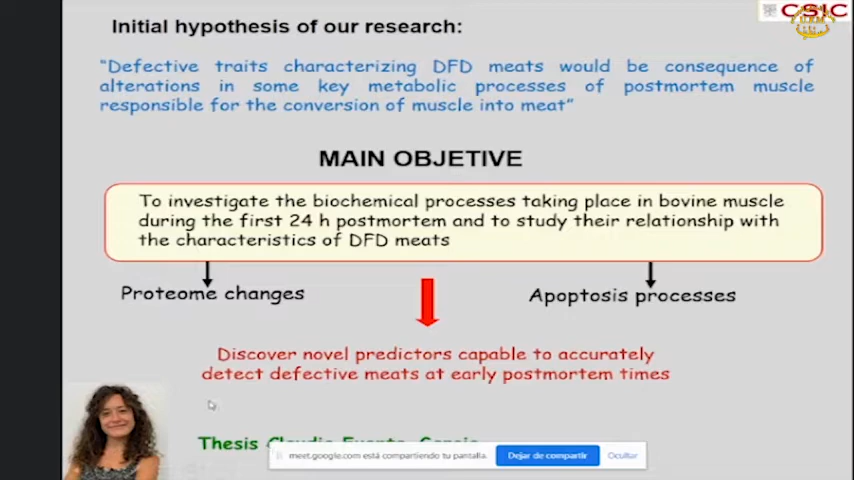 CSIC
Initial hypothesis of our research:
"Defective traits characterizing DFD meats would be consequence of
alterations in some key metabolic processes of postmortem muscle
responsible for the conversion of muscle into meat"
MAIN OBJETIVE
To investigate the biochemical processes taking place in bovine muscle
during the first 24 h postmortem and to study their relationship with
the characteristics of DFD meats
Proteome changes
Apoptosis processes
Discover novel predictors capable to accurately
detect defective meats at early postmortem times
Thesis Claudia
meet.google.com está compartiendo tu pantalla.
Dejar de compartir
Ocultar